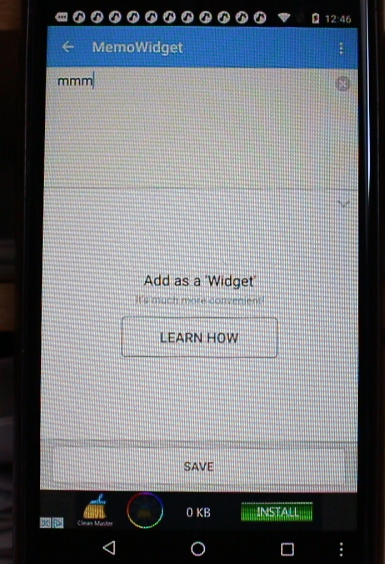 12:46
MemoWidget
mmm
Add as a 'Widget'
It's much more convenient!
LEARN HOW
SAVE
Clean Master
0 KB
INSTALL